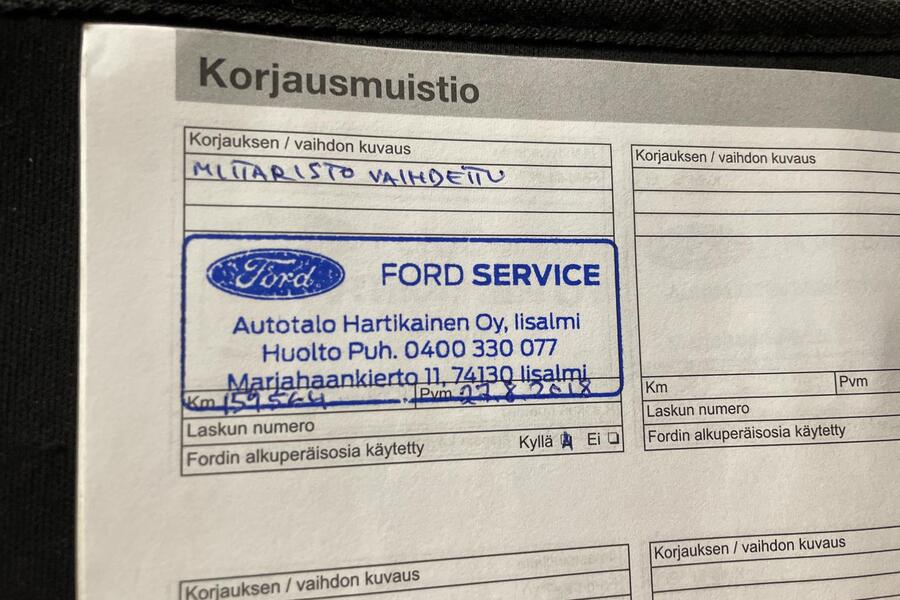 Korjausmuistio
Korjauksen / vaihdon kuvaus
MITTARISTO VAIHDETTU
Ford
FORD SERVICE
Autotalo Hartikainen Oy, Iisalmi
Huolto Puh. 0400 330 077
Marjahaankierto 11, 74130 Iisalmi
Km 159564
Pvm 27.8.2018
Laskun numero
Fordin alkuperäisosia käytetty Kyllä Ei
Korjauksen / vaihdon kuvaus
Km
Pvm
Laskun numero
Fordin alkuperäisosia käytetty
Korjauksen / vaihdon kuvaus
Korjauksen / vaihdon kuvaus